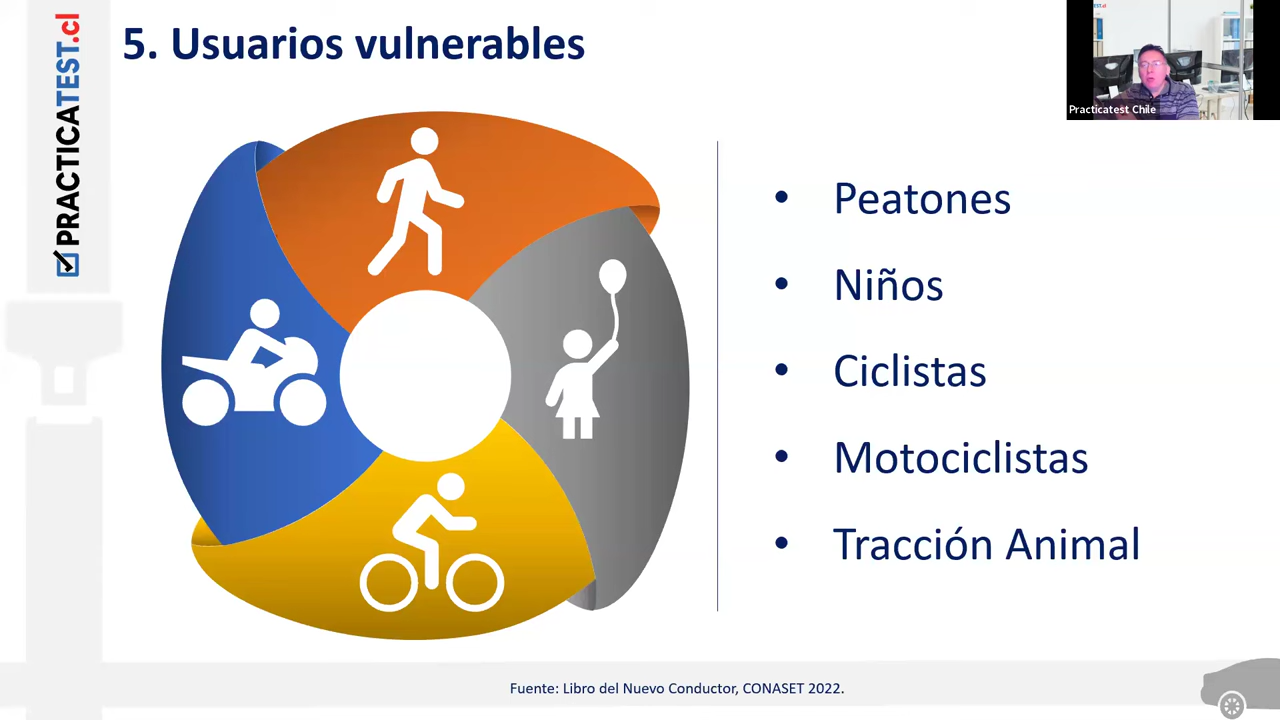 PRACTICATEST.cl
5. Usuarios vulnerables
Practicatest Chile
• Peatones
• Niños
• Ciclistas
• Motociclistas
• Tracción Animal
Fuente: Libro del Nuevo Conductor, CONASET 2022.